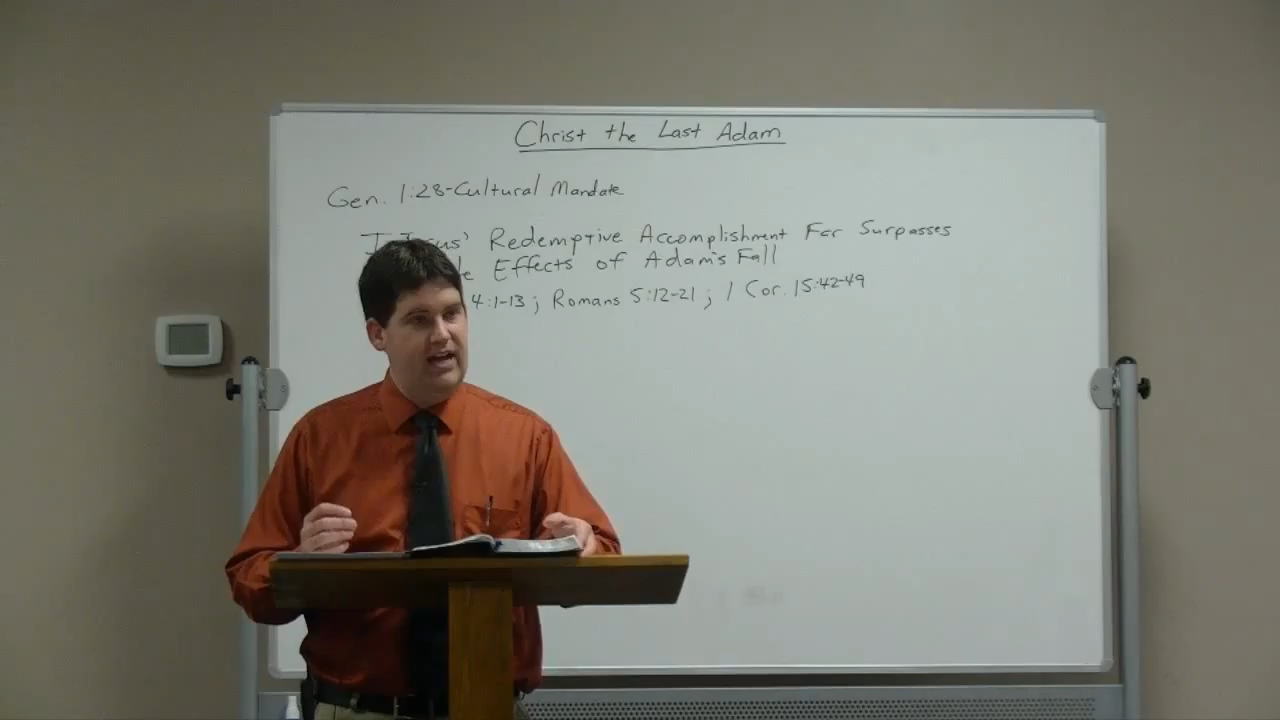 Christ the Last Adam
Gen. 1:28-Cultural Mandate
Redemptive Accomplishment Far Surpasses
Effects of Adam's Fall
4:1-13; Romans 5:12-21; 1 Cor. 15:42-49